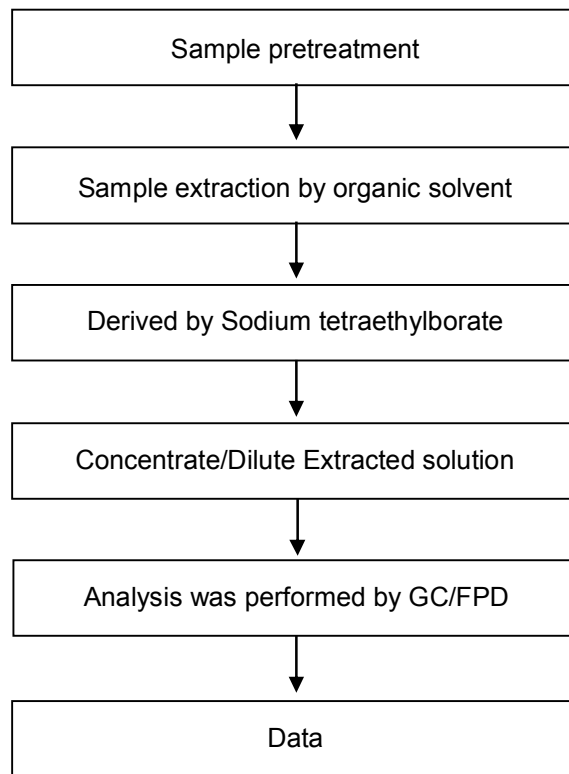 Sample pretreatment
Sample extraction by organic solvent
Derived by Sodium tetraethylborate
Concentrate/Dilute Extracted solution
Analysis was performed by GC/FPD
Data